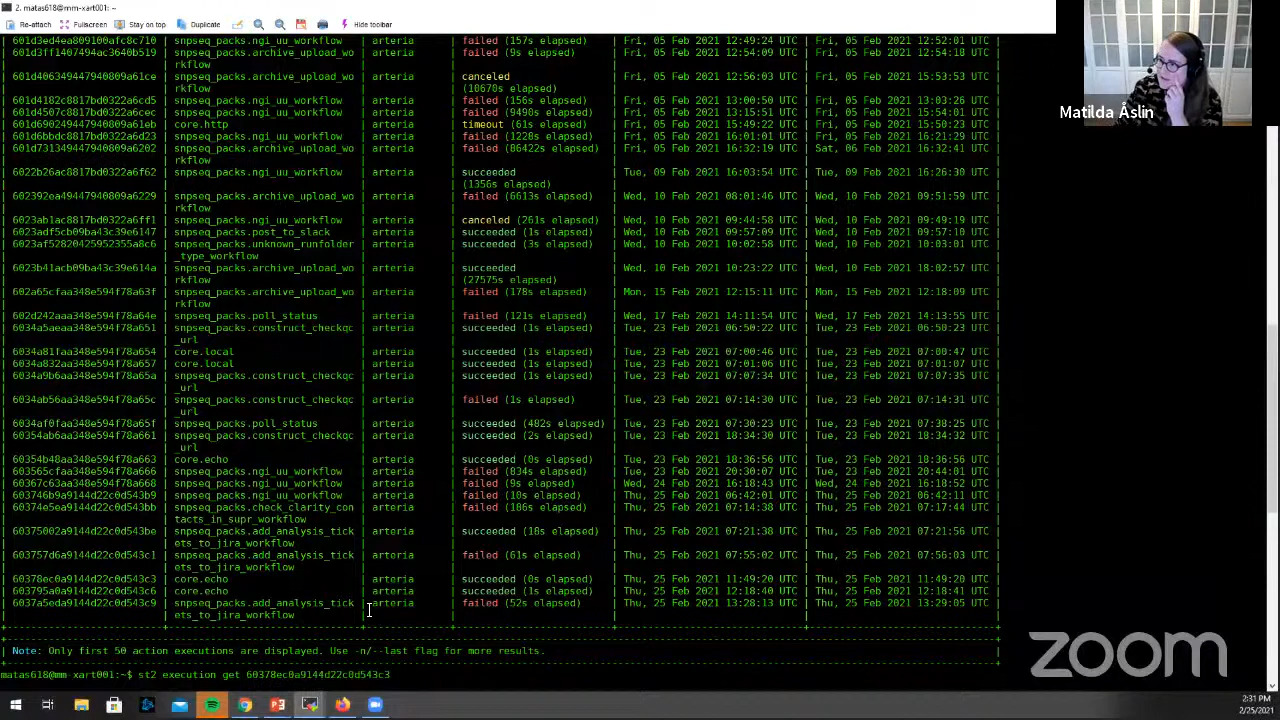 2. matas618@mm-xart001: ~
Re-attach Fullscreen Stay on top Duplicate Hide toolbar
601d3ed4ea809100afc8c710 | snpseq_packs.ngi_uu_workflow | arteria | failed (157s elapsed) | Fri, 05 Feb 2021 12:49:24 UTC | Fri, 05 Feb 2021 12:52:01 UTC |
| 601d3ff1407494ac3640b519 | snpseq_packs.archive_upload_wo | arteria | failed (9s elapsed) | Fri, 05 Feb 2021 12:54:09 UTC | Fri, 05 Feb 2021 12:54:18 UTC |
rkflow
| 601d406349447940809a61ce | snpseq_packs.archive_upload_wo | arteria | canceled | Fri, 05 Feb 2021 12:56:03 UTC | Fri, 05 Feb 2021 15:53:53 UTC |
rkflow (10670s elapsed)
| 601d4182c8817bd0322a6cd5 | snpseq_packs.ngi_uu_workflow | arteria | failed (156s elapsed) | Fri, 05 Feb 2021 13:00:50 UTC | Fri, 05 Feb 2021 13:03:26 UTC |
| 601d4507c8817bd0322a6cec | snpseq_packs.ngi_uu_workflow | arteria | failed (9490s elapsed) | Fri, 05 Feb 2021 13:15:51 UTC | Fri, 05 Feb 2021 15:54:01 UTC |
| 601d690249447940809a61eb | core.http | arteria | timeout (61s elapsed) | Fri, 05 Feb 2021 15:49:22 UTC | Fri, 05 Feb 2021 15:50:23 UTC |
| 601d6bbdc8817bd0322a6d23 | snpseq_packs.ngi_uu_workflow | arteria | failed (1228s elapsed) | Fri, 05 Feb 2021 16:01:01 UTC | Fri, 05 Feb 2021 16:21:29 UTC |
| 601d731349447940809a6202 | snpseq_packs.archive_upload_wo | arteria | failed (86422s elapsed) | Fri, 05 Feb 2021 16:32:19 UTC | Sat, 06 Feb 2021 16:32:41 UTC |
rkflow
| 6022b26ac8817bd0322a6f62 | snpseq_packs.ngi_uu_workflow | arteria | succeeded | Tue, 09 Feb 2021 16:03:54 UTC | Tue, 09 Feb 2021 16:26:30 UTC |
(1356s elapsed)
| 602392ea49447940809a6229 | snpseq_packs.archive_upload_wo | arteria | failed (6613s elapsed) | Wed, 10 Feb 2021 08:01:46 UTC | Wed, 10 Feb 2021 09:51:59 UTC |
rkflow
| 6023ab1ac8817bd0322a6ff1 | snpseq_packs.ngi_uu_workflow | arteria | canceled (261s elapsed) | Wed, 10 Feb 2021 09:44:58 UTC | Wed, 10 Feb 2021 09:49:19 UTC |
| 6023adf5cb09ba43c39e6147 | snpseq_packs.post_to_slack | arteria | succeeded (1s elapsed) | Wed, 10 Feb 2021 09:57:09 UTC | Wed, 10 Feb 2021 09:57:10 UTC |
| 6023af52820425952355a8c6 | snpseq_packs.unknown_runfolder | arteria | succeeded (3s elapsed) | Wed, 10 Feb 2021 10:02:58 UTC | Wed, 10 Feb 2021 10:03:01 UTC |
_type_workflow
| 6023b41acb09ba43c39e614a | snpseq_packs.archive_upload_wo | arteria | succeeded | Wed, 10 Feb 2021 10:23:22 UTC | Wed, 10 Feb 2021 18:02:57 UTC |
rkflow (27575s elapsed)
| 602a65cfaa348e594f78a63f | snpseq_packs.archive_upload_wo | arteria | failed (178s elapsed) | Mon, 15 Feb 2021 12:15:11 UTC | Mon, 15 Feb 2021 12:18:09 UTC |
rkflow
| 602d242aaa348e594f78a64e | snpseq_packs.poll_status | arteria | failed (121s elapsed) | Wed, 17 Feb 2021 14:11:54 UTC | Wed, 17 Feb 2021 14:13:55 UTC |
| 6034a5aeaa348e594f78a651 | snpseq_packs.construct_checkqc | arteria | succeeded (1s elapsed) | Tue, 23 Feb 2021 06:50:22 UTC | Tue, 23 Feb 2021 06:50:23 UTC |
_url
| 6034a81faa348e594f78a654 | core.local | arteria | succeeded (1s elapsed) | Tue, 23 Feb 2021 07:00:46 UTC | Tue, 23 Feb 2021 07:00:47 UTC |
| 6034a832aa348e594f78a657 | core.local | arteria | succeeded (1s elapsed) | Tue, 23 Feb 2021 07:01:06 UTC | Tue, 23 Feb 2021 07:01:07 UTC |
| 6034a9b6aa348e594f78a65a | snpseq_packs.construct_checkqc | arteria | succeeded (1s elapsed) | Tue, 23 Feb 2021 07:07:34 UTC | Tue, 23 Feb 2021 07:07:35 UTC |
_url
| 6034ab56aa348e594f78a65c | snpseq_packs.construct_checkqc | arteria | failed (1s elapsed) | Tue, 23 Feb 2021 07:14:30 UTC | Tue, 23 Feb 2021 07:14:31 UTC |
_url
| 6034af0faa348e594f78a65f | snpseq_packs.poll_status | arteria | succeeded (482s elapsed) | Tue, 23 Feb 2021 07:30:23 UTC | Tue, 23 Feb 2021 07:38:25 UTC |
| 60354ab6aa348e594f78a661 | snpseq_packs.construct_checkqc | arteria | succeeded (2s elapsed) | Tue, 23 Feb 2021 18:34:30 UTC | Tue, 23 Feb 2021 18:34:32 UTC |
_url
| 60354b48aa348e594f78a663 | core.echo | arteria | succeeded (0s elapsed) | Tue, 23 Feb 2021 18:36:56 UTC | Tue, 23 Feb 2021 18:36:56 UTC |
| 603565cfaa348e594f78a666 | snpseq_packs.ngi_uu_workflow | arteria | failed (834s elapsed) | Tue, 23 Feb 2021 20:30:07 UTC | Tue, 23 Feb 2021 20:44:01 UTC |
| 60367c63aa348e594f78a668 | snpseq_packs.ngi_uu_workflow | arteria | failed (9s elapsed) | Wed, 24 Feb 2021 16:18:43 UTC | Wed, 24 Feb 2021 16:18:52 UTC |
| 603746b9a9144d22c0d543b9 | snpseq_packs.ngi_uu_workflow | arteria | failed (10s elapsed) | Thu, 25 Feb 2021 06:42:01 UTC | Thu, 25 Feb 2021 06:42:11 UTC |
| 60374e5ea9144d22c0d543bb | snpseq_packs.check_clarity_con | arteria | failed (186s elapsed) | Thu, 25 Feb 2021 07:14:38 UTC | Thu, 25 Feb 2021 07:17:44 UTC |
tacts_in_supr_workflow
| 60375002a9144d22c0d543be | snpseq_packs.add_analysis_tick | arteria | succeeded (18s elapsed) | Thu, 25 Feb 2021 07:21:38 UTC | Thu, 25 Feb 2021 07:21:56 UTC |
ets_to_jira_workflow
| 603757d6a9144d22c0d543c1 | snpseq_packs.add_analysis_tick | arteria | failed (61s elapsed) | Thu, 25 Feb 2021 07:55:02 UTC | Thu, 25 Feb 2021 07:56:03 UTC |
ets_to_jira_workflow
| 60378ec0a9144d22c0d543c3 | core.echo | arteria | succeeded (0s elapsed) | Thu, 25 Feb 2021 11:49:20 UTC | Thu, 25 Feb 2021 11:49:20 UTC |
| 603795a0a9144d22c0d543c6 | core.echo | arteria | succeeded (1s elapsed) | Thu, 25 Feb 2021 12:18:40 UTC | Thu, 25 Feb 2021 12:18:41 UTC |
| 6037a5eda9144d22c0d543c9 | snpseq_packs.add_analysis_tick | arteria | failed (52s elapsed) | Thu, 25 Feb 2021 13:28:13 UTC | Thu, 25 Feb 2021 13:29:05 UTC |
ets_to_jira_workflow
| Note: Only first 50 action executions are displayed. Use -n/--last flag for more results. |
matas618@mm-xart001:~$ st2 execution get 60378ec0a9144d22c0d543c3
Matilda Åslin
zoom
2:31 PM
2/25/2021